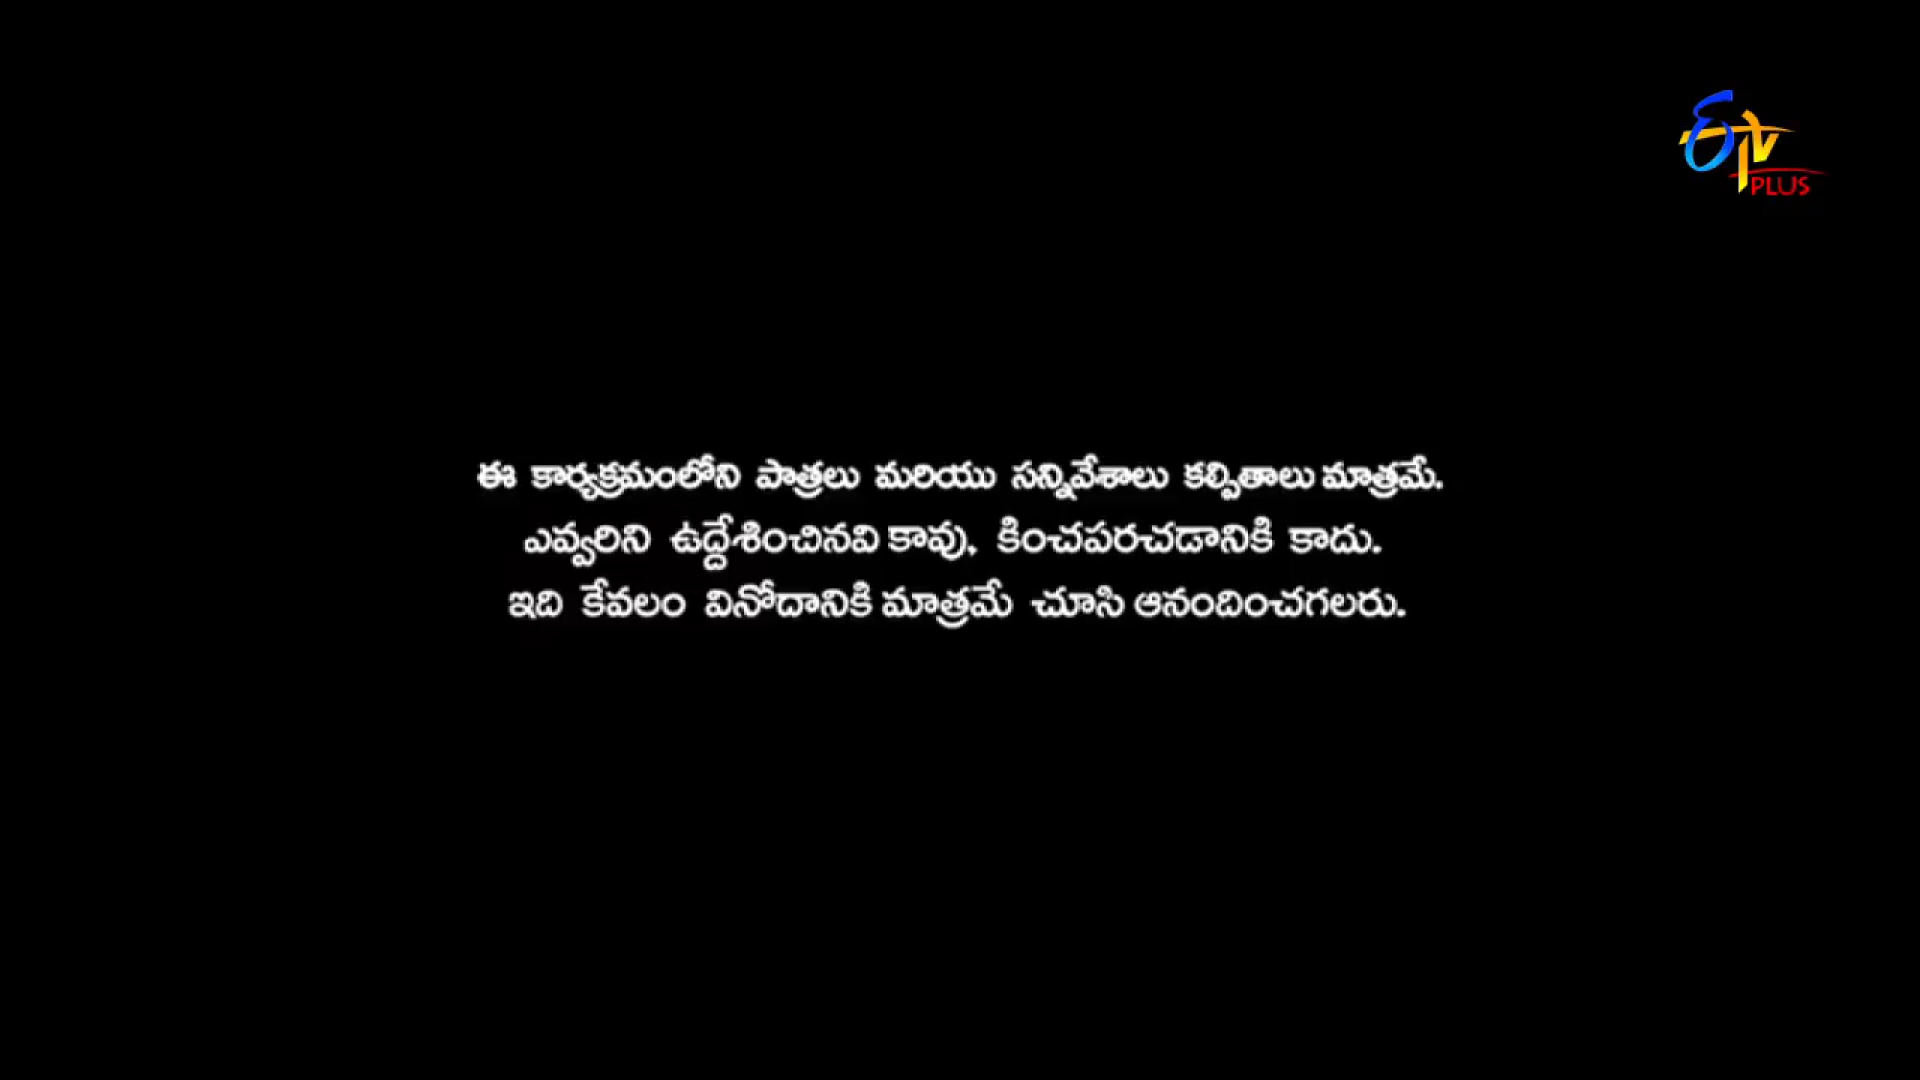 ETV
PLUS
ఈ కార్యక్రమంలోని పాత్రలు మరియు సన్నివేశాలు కల్పితాలు మాత్రమే.
ఎవ్వరిని ఉద్దేశించినవి కావు, కించపరచడానికి కాదు.
ఇది కేవలం వినోదానికి మాత్రమే చూసి ఆనందించగలరు.